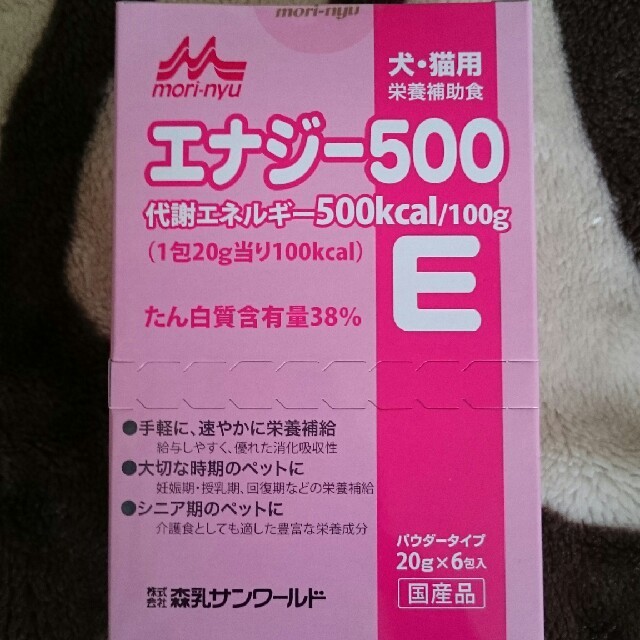 mori-nyu
mori-nyu
犬・猫用
栄養補助食
エナジー500
代謝エネルギー500kcal/100g
(1包20g当り100kcal)
E
たん白質含有量38%
●手軽に、速やかに栄養補給
給与しやすく、優れた消化吸収性
●大切な時期のペットに
妊娠期・授乳期、回復期などの栄養補給
●シニア期のペットに
介護食としても適した豊富な栄養成分
パウダータイプ
20g×6包入
国産品
株式会社 森乳サンワールド